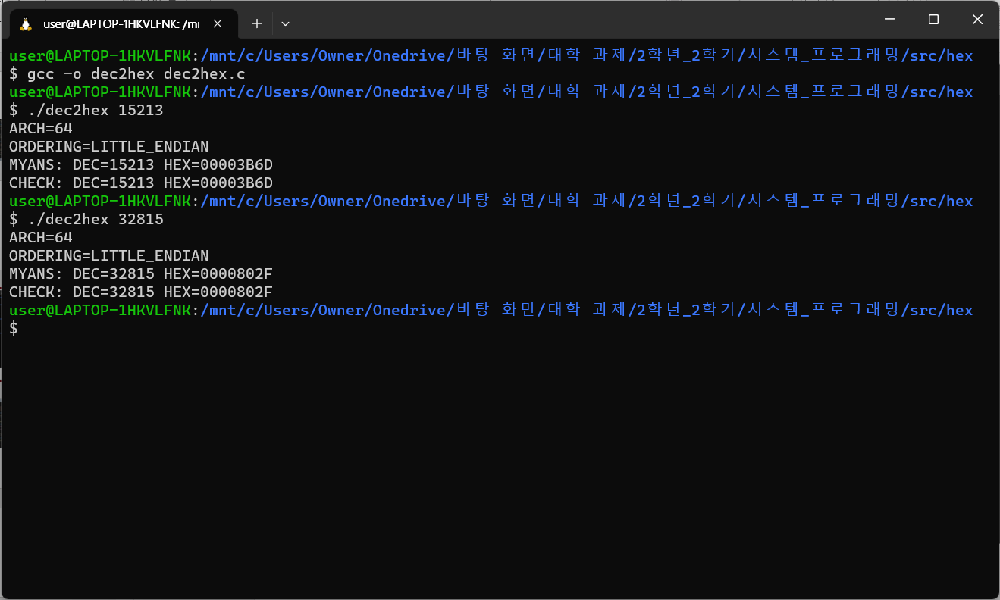 user@LAPTOP-1HKVLFNK: /m
user@LAPTOP-1HKVLFNK:/mnt/c/Users/Owner/Onedrive/바탕 화면/대학 과제/2학년_2학기/시스템_프로그래밍/src/hex
$ gcc -o dec2hex dec2hex.c
user@LAPTOP-1HKVLFNK:/mnt/c/Users/Owner/Onedrive/바탕 화면/대학 과제/2학년_2학기/시스템_프로그래밍/src/hex
$ ./dec2hex 15213
ARCH=64
ORDERING=LITTLE_ENDIAN
MYANS: DEC=15213 HEX=00003B6D
CHECK: DEC=15213 HEX=00003B6D
user@LAPTOP-1HKVLFNK:/mnt/c/Users/Owner/Onedrive/바탕 화면/대학 과제/2학년_2학기/시스템_프로그래밍/src/hex
$ ./dec2hex 32815
ARCH=64
ORDERING=LITTLE_ENDIAN
MYANS: DEC=32815 HEX=0000802F
CHECK: DEC=32815 HEX=0000802F
user@LAPTOP-1HKVLFNK:/mnt/c/Users/Owner/Onedrive/바탕 화면/대학 과제/2학년_2학기/시스템_프로그래밍/src/hex
$